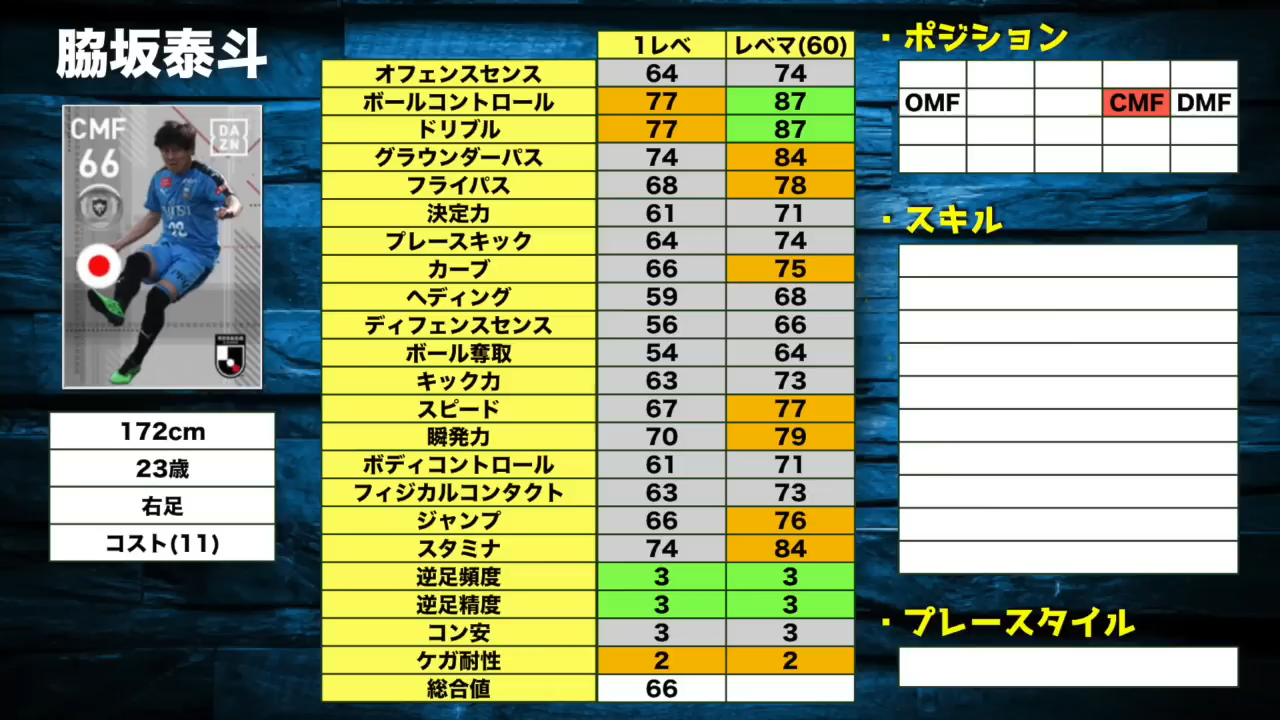 脇坂泰斗
CMF
66
DA
ZN
172cm
23歳
右足
コスト(11)
1レベ レベマ(60)
オフェンスセンス 64 74
ボールコントロール 77 87
ドリブル 77 87
グラウンダーパス 74 84
フライパス 68 78
決定力 61 71
プレースキック 64 74
カーブ 66 75
ヘディング 59 68
ディフェンスセンス 56 66
ボール奪取 54 64
キック力 63 73
スピード 67 77
瞬発力 70 79
ボディコントロール 61 71
フィジカルコンタクト 63 73
ジャンプ 66 76
スタミナ 74 84
逆足頻度 3 3
逆足精度 3 3
コン安 3 3
ケガ耐性 2 2
総合値 66
・ポジション
OMF CMF DMF
・スキル
・プレースタイル